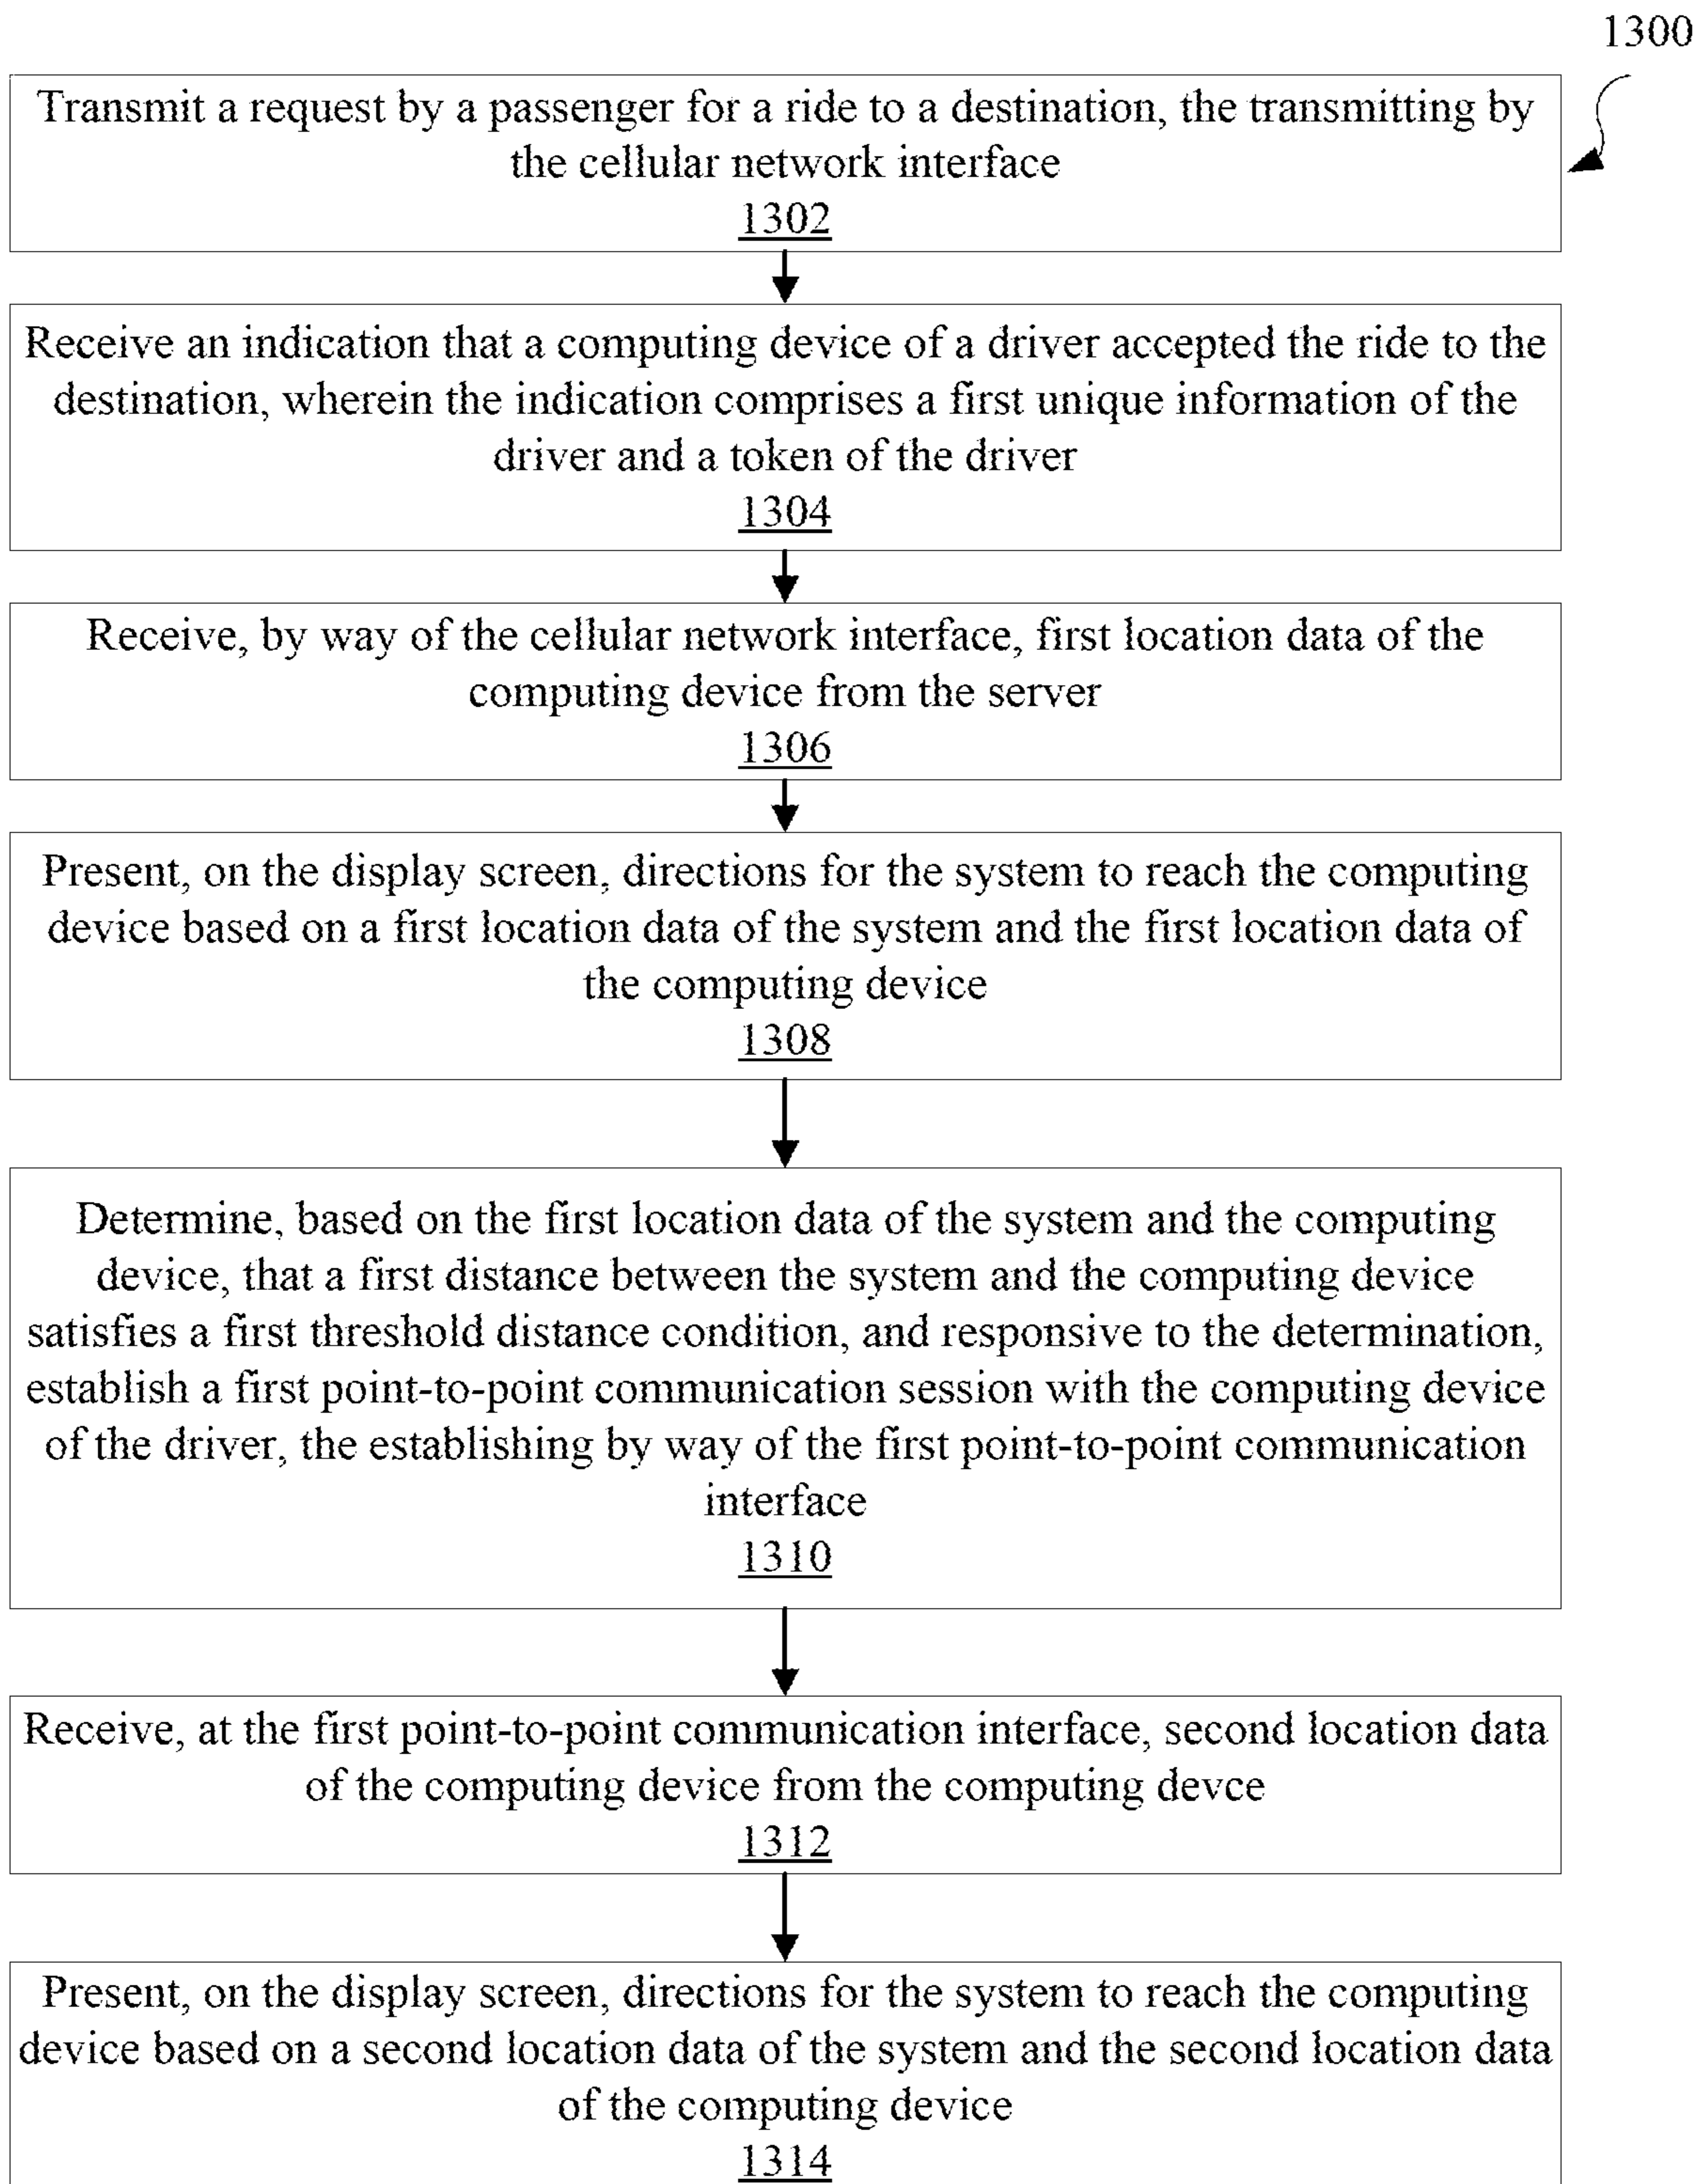 1300
Transmit a request by a passenger for a ride to a destination, the transmitting by
the cellular network interface
1302
Receive an indication that a computing device of a driver accepted the ride to the
destination, wherein the indication comprises a first unique information of the
driver and a token of the driver
1304
Receive, by way of the cellular network interface, first location data of the
computing device from the server
1306
Present, on the display screen, directions for the system to reach the computing
device based on a first location data of the system and the first location data of
the computing device
1308
Determine, based on the first location data of the system and the computing
device, that a first distance between the system and the computing device
satisfies a first threshold distance condition, and responsive to the determination,
establish a first point-to-point communication session with the computing device
of the driver, the establishing by way of the first point-to-point communication
interface
1310
Receive, at the first point-to-point communication interface, second location data
of the computing device from the computing devce
1312
Present, on the display screen, directions for the system to reach the computing
device based on a second location data of the system and the second location data
of the computing device
1314